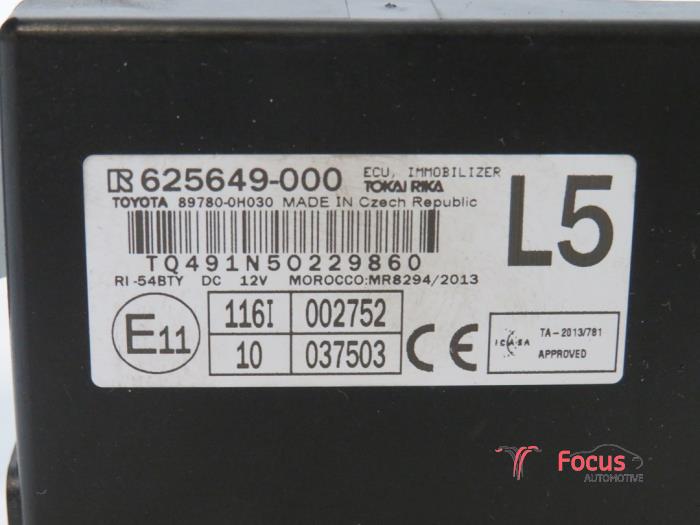 625649-000 ECU, IMMOBILIZER
TOKAI RIKA
TOYOTA 89780-0H030 MADE IN Czech Republic
L5
TQ491N50229860
RI-54BTY DC 12V MOROCCO:MR8294/2013
E11
116I 002752
10 037503
CE
ICASA TA-2013/781
APPROVED
Focus
AUTOMOTIVE